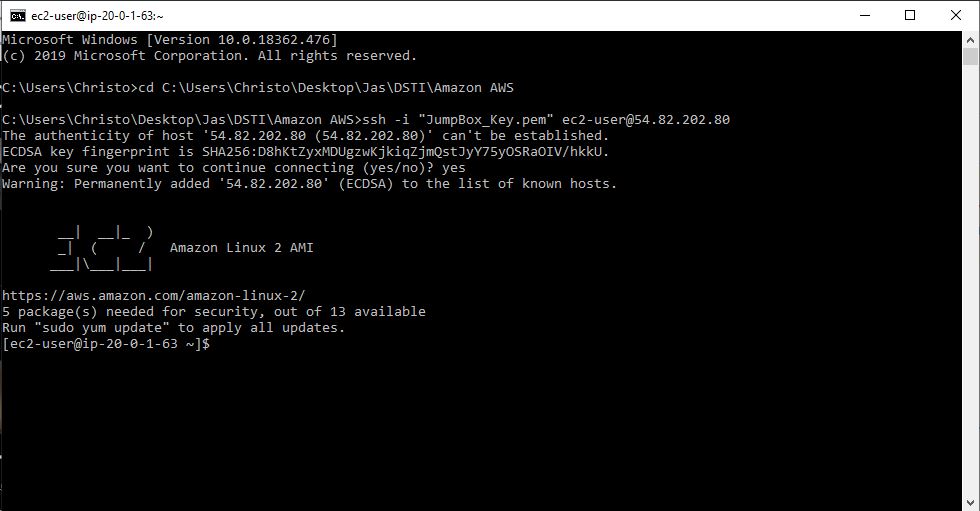 ec2-user@ip-20-0-1-63:~
Microsoft Windows [Version 10.0.18362.476]
(c) 2019 Microsoft Corporation. All rights reserved.
C:\Users\Christo>cd C:\Users\Christo\Desktop\Jas\DSTI\Amazon AWS
C:\Users\Christo\Desktop\Jas\DSTI\Amazon AWS>ssh -i "JumpBox_Key.pem" ec2-user@54.82.202.80
The authenticity of host '54.82.202.80 (54.82.202.80)' can't be established.
ECDSA key fingerprint is SHA256:D8hKtZyxMDUgzwKjkiqZjmQstJyY75yOSRaOIV/hkkU.
Are you sure you want to continue connecting (yes/no)? yes
Warning: Permanently added '54.82.202.80' (ECDSA) to the list of known hosts.
       __|  __|_  )
       _|  (     /   Amazon Linux 2 AMI
      ___|\___|___|
https://aws.amazon.com/amazon-linux-2/
5 package(s) needed for security, out of 13 available
Run "sudo yum update" to apply all updates.
[ec2-user@ip-20-0-1-63 ~]$